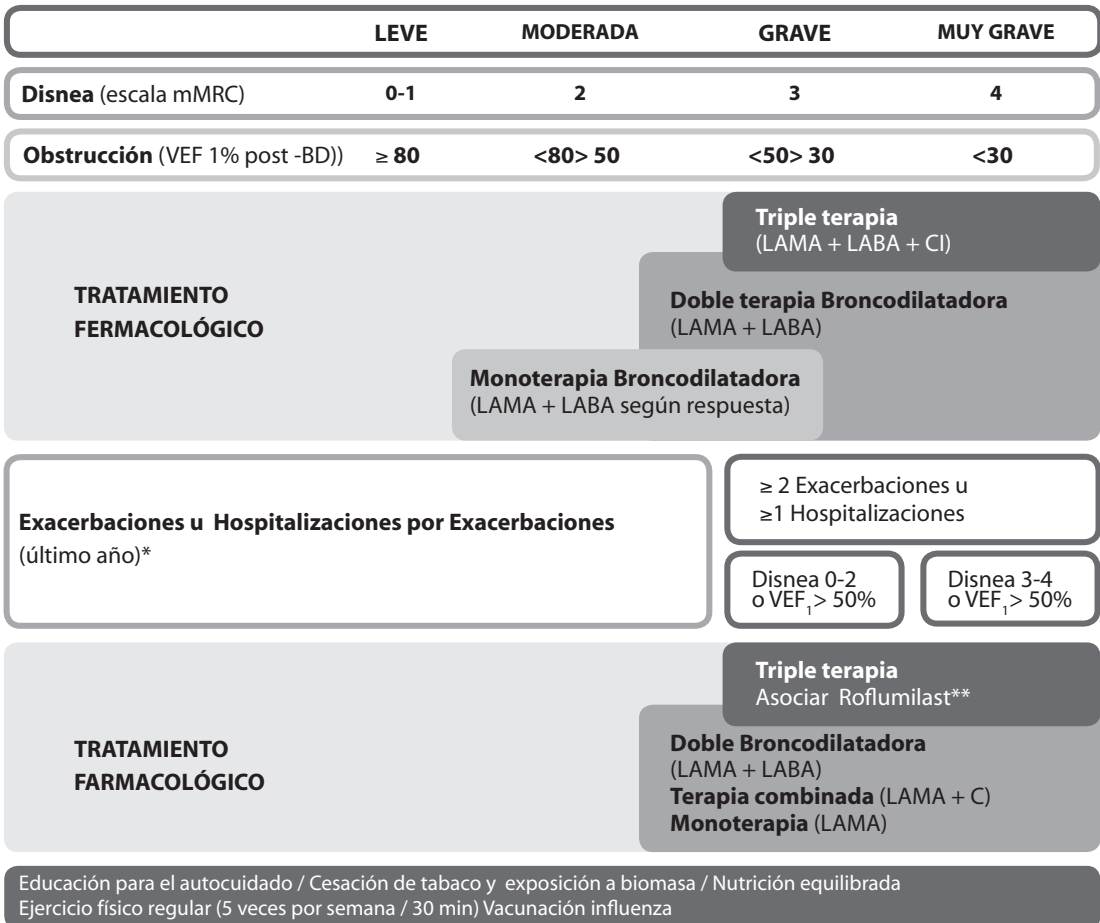 LEVE MODERADA GRAVE MUY GRAVE
Disnea (escala mMRC) 0-1 2 3 4
Obstrucción (VEF 1% post -BD)) ≥ 80 <80> 50 <50> 30 <30
Triple terapia
(LAMA + LABA + CI)
TRATAMIENTO
FERMACOLÓGICO
Doble terapia Broncodilatadora
(LAMA + LABA)
Monoterapia Broncodilatadora
(LAMA + LABA según respuesta)
Exacerbaciones u Hospitalizaciones por Exacerbaciones
(último año)*
≥ 2 Exacerbaciones u
≥1 Hospitalizaciones
Disnea 0-2
o VEF₁> 50%
Disnea 3-4
o VEF₁> 50%
Triple terapia
Asociar Roflumilast**
TRATAMIENTO
FARMACOLÓGICO
Doble Broncodilatadora
(LAMA + LABA)
Terapia combinada (LAMA + C)
Monoterapia (LAMA)
Educación para el autocuidado / Cesación de tabaco y exposición a biomasa / Nutrición equilibrada
Ejercicio físico regular (5 veces por semana / 30 min) Vacunación influenza